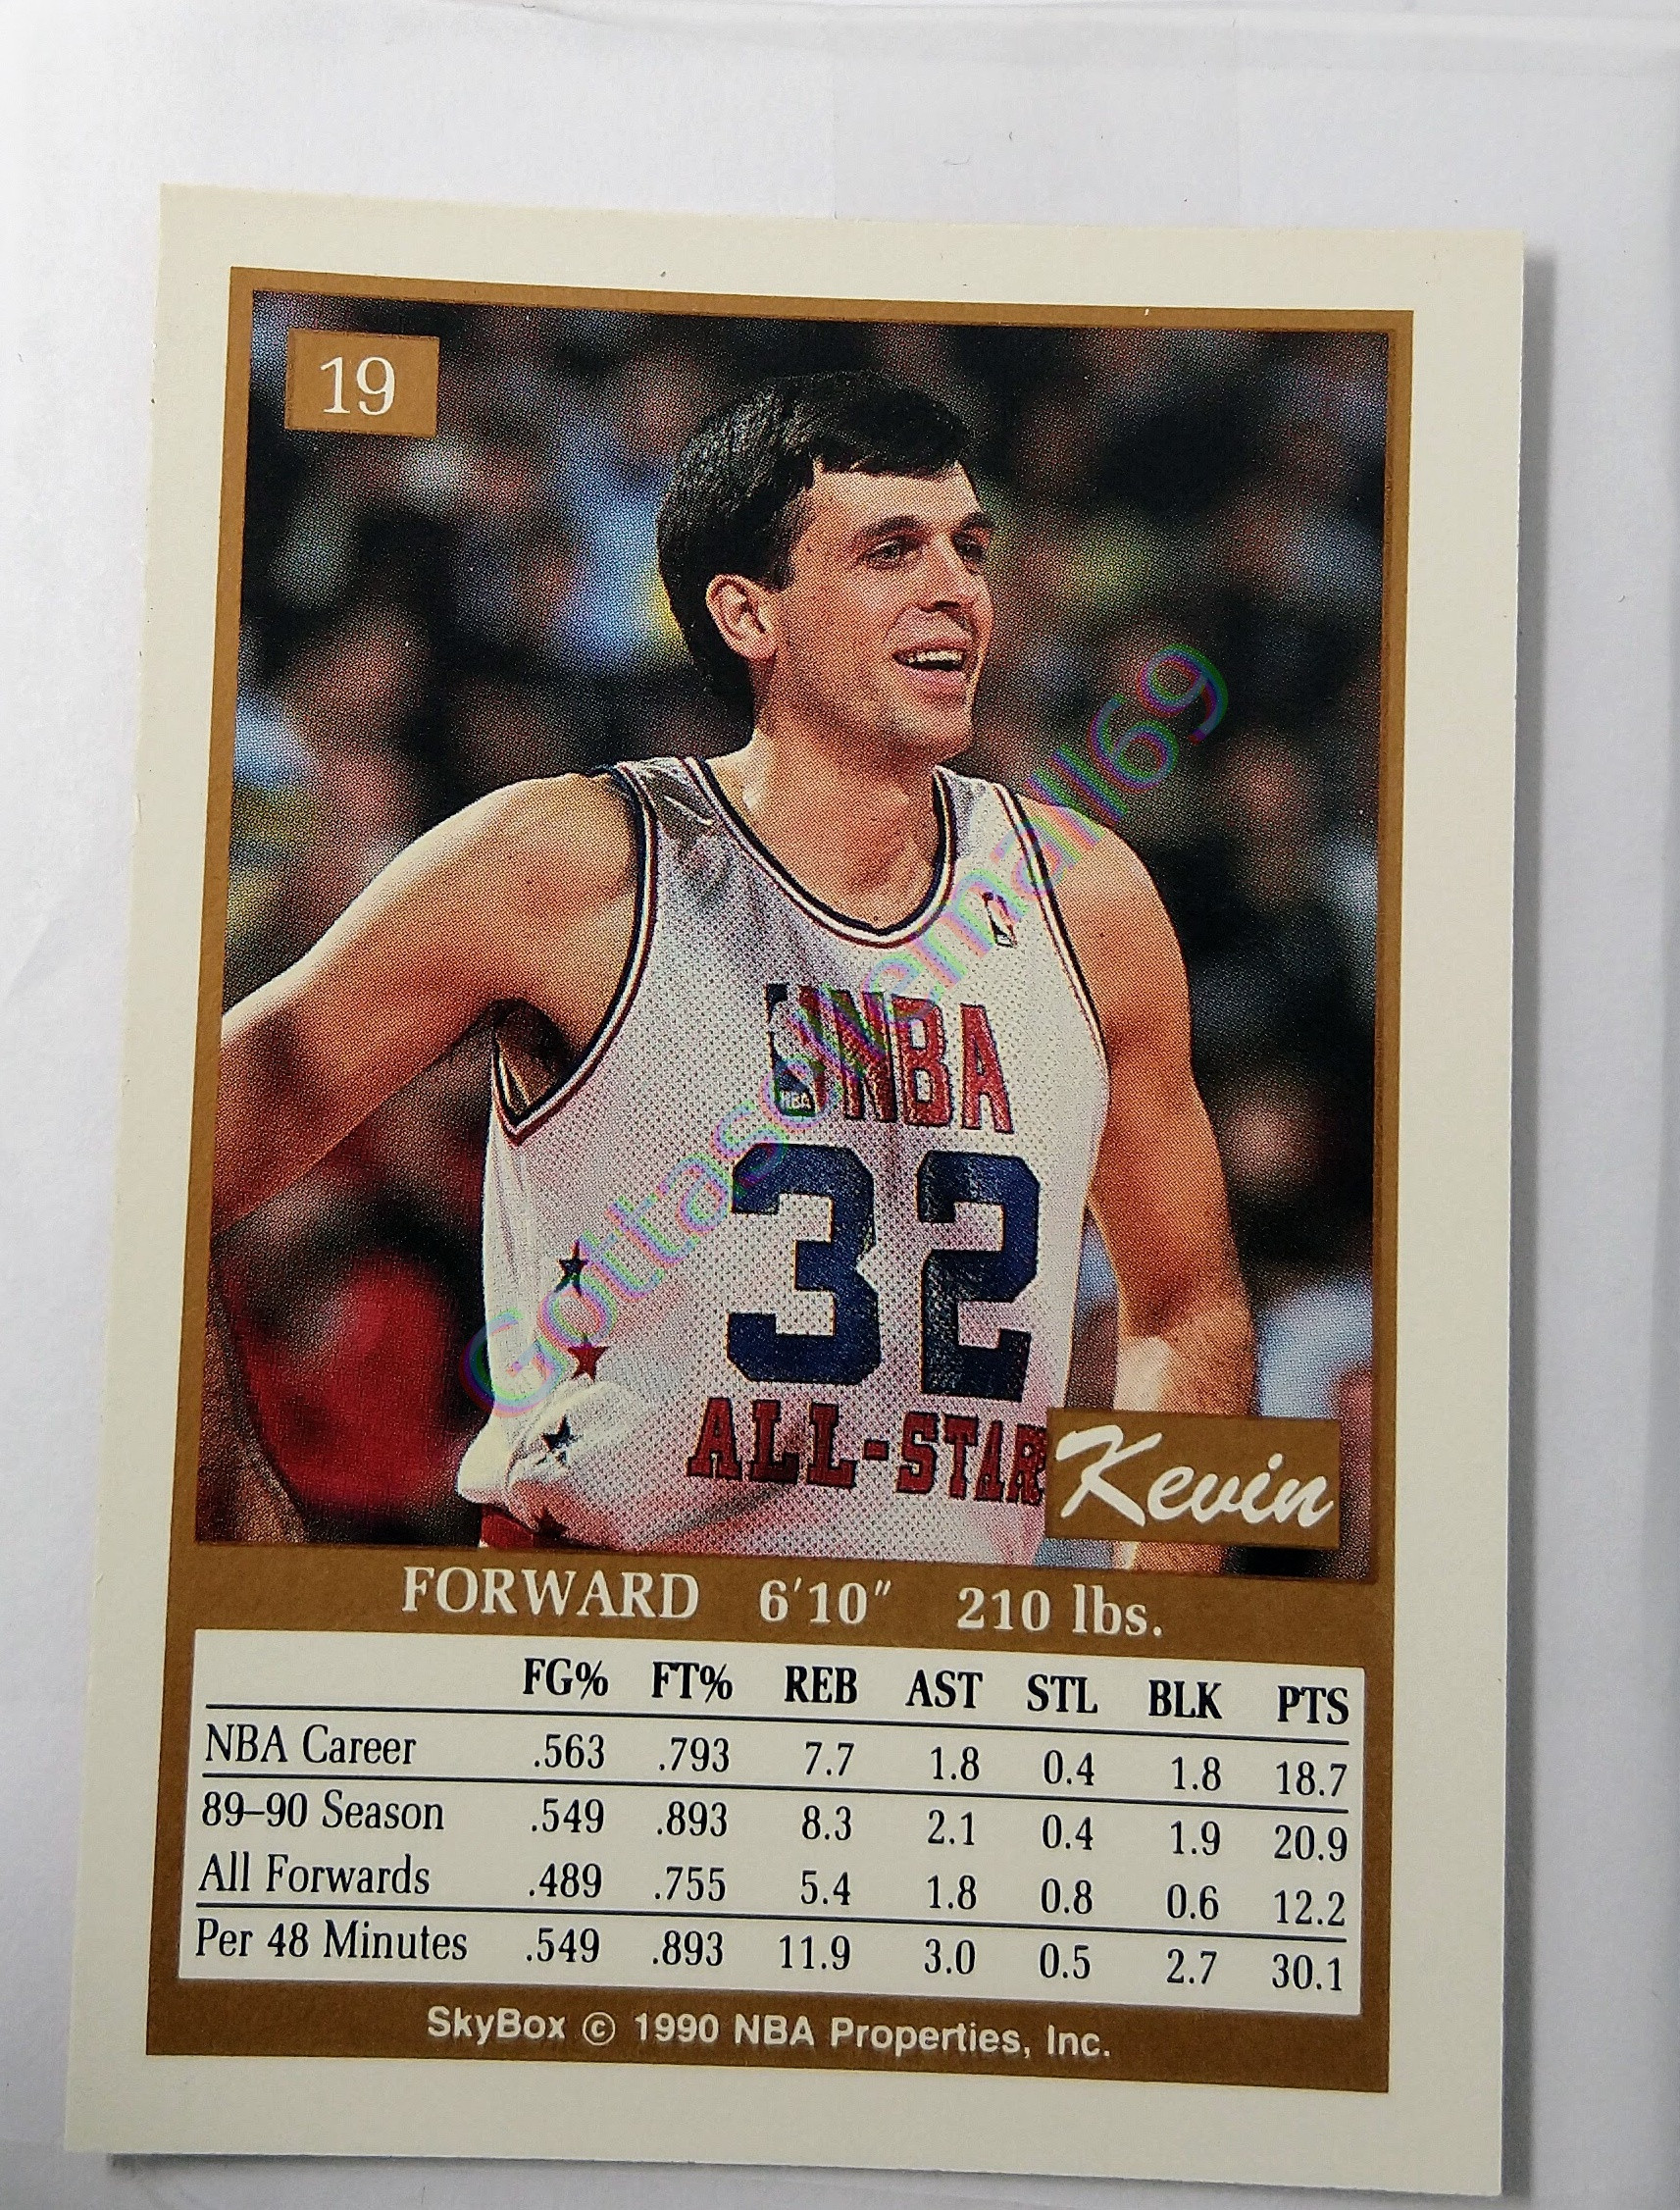 19
NBA
NBA
32
ALL-STAR
Gottasellemall69
Kevin
FORWARD 6'10" 210 lbs.
FG% FT% REB AST STL BLK PTS
NBA Career .563 .793 7.7 1.8 0.4 1.8 18.7
89–90 Season .549 .893 8.3 2.1 0.4 1.9 20.9
All Forwards .489 .755 5.4 1.8 0.8 0.6 12.2
Per 48 Minutes .549 .893 11.9 3.0 0.5 2.7 30.1
SkyBox © 1990 NBA Properties, Inc.